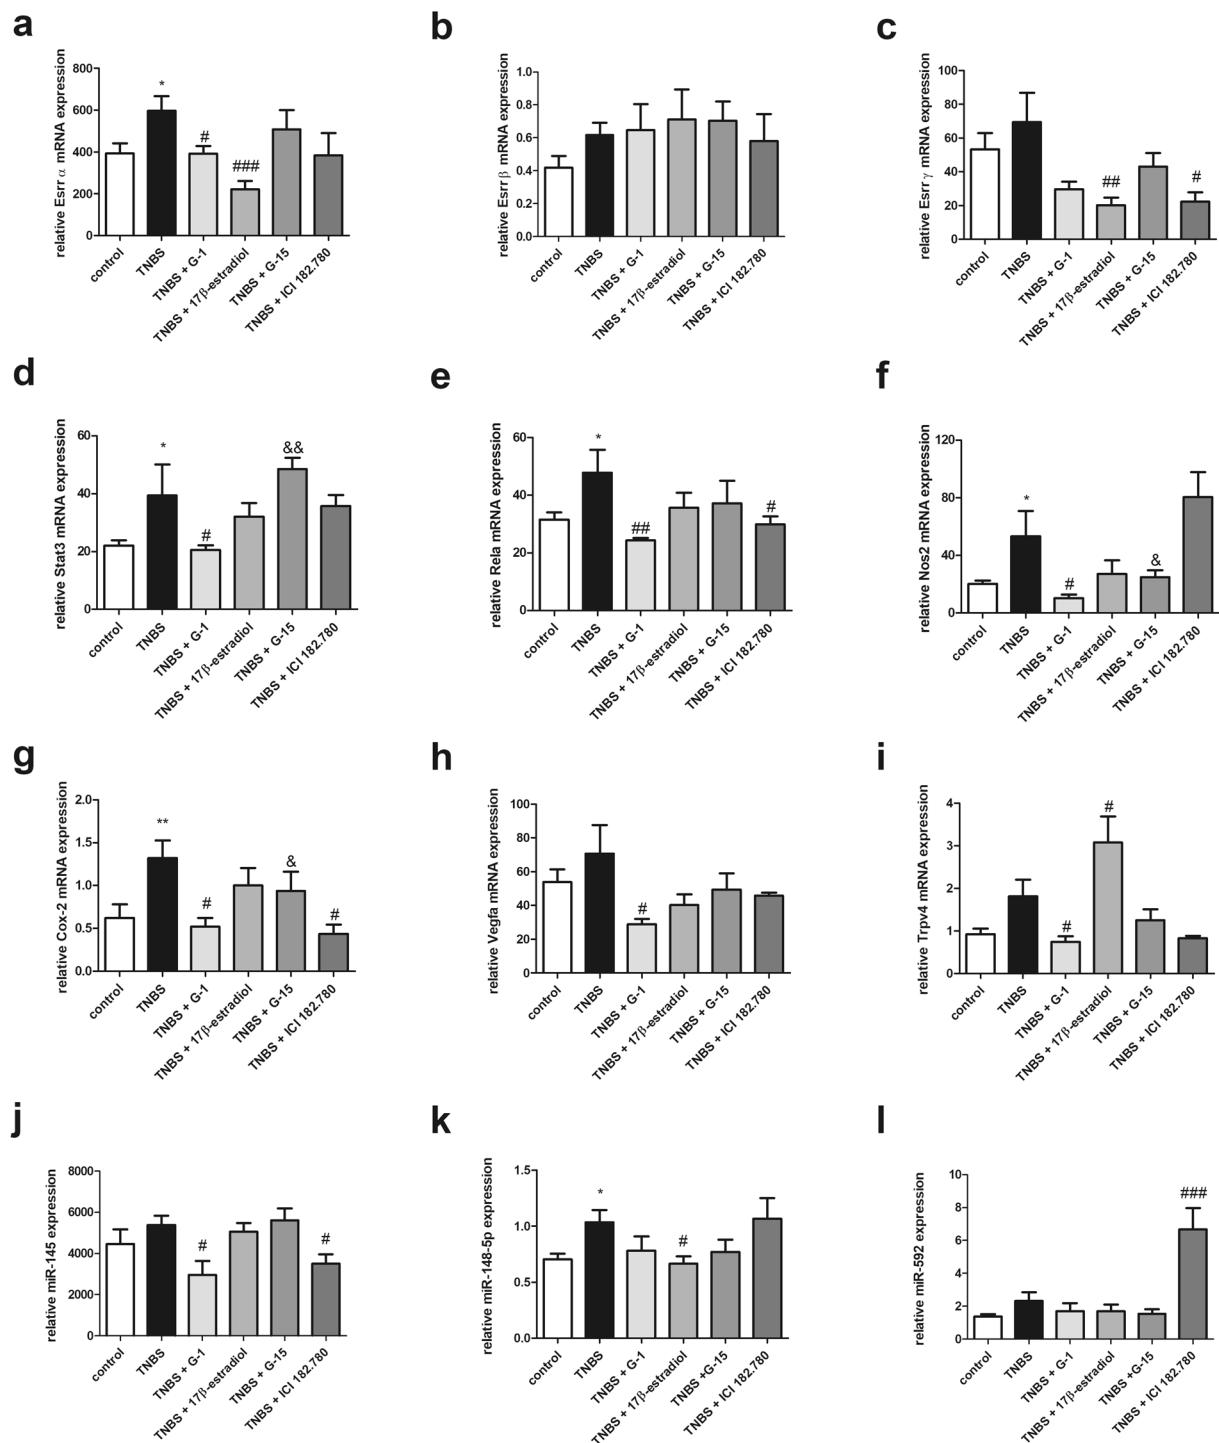 a
relative Esrr α mRNA expression
800
600
400
200
0
*
#
###
control
TNBS
TNBS + G-1
TNBS + 17β-estradiol
TNBS + G-15
TNBS + ICI 182.780
b
relative Esrr β mRNA expression
1.0
0.8
0.6
0.4
0.2
0.0
control
TNBS
TNBS + G-1
TNBS + 17β-estradiol
TNBS + G-15
TNBS + ICI 182.780
c
relative Esrr γ mRNA expression
100
80
60
40
20
0
##
#
control
TNBS
TNBS + G-1
TNBS + 17β-estradiol
TNBS + G-15
TNBS + ICI 182.780
d
relative Stat3 mRNA expression
60
40
20
0
*
#
&&
control
TNBS
TNBS + G-1
TNBS + 17β-estradiol
TNBS + G-15
TNBS + ICI 182.780
e
relative Rela mRNA expression
60
40
20
0
*
##
#
control
TNBS
TNBS + G-1
TNBS + 17β-estradiol
TNBS + G-15
TNBS + ICI 182.780
f
relative Nos2 mRNA expression
120
80
40
0
*
#
&
control
TNBS
TNBS + G-1
TNBS + 17β-estradiol
TNBS + G-15
TNBS + ICI 182.780
g
relative Cox-2 mRNA expression
2.0
1.5
1.0
0.5
0.0
**
#
&
#
control
TNBS
TNBS + G-1
TNBS + 17β-estradiol
TNBS + G-15
TNBS + ICI 182.780
h
relative Vegfa mRNA expression
100
80
60
40
20
0
#
control
TNBS
TNBS + G-1
TNBS + 17β-estradiol
TNBS + G-15
TNBS + ICI 182.780
i
relative Trpv4 mRNA expression
4
3
2
1
0
#
#
control
TNBS
TNBS + G-1
TNBS + 17β-estradiol
TNBS + G-15
TNBS + ICI 182.780
j
relative miR-145 expression
8000
6000
4000
2000
0
#
#
control
TNBS
TNBS + G-1
TNBS + 17β-estradiol
TNBS + G-15
TNBS + ICI 182.780
k
relative miR-148-5p expression
1.5
1.0
0.5
0.0
*
#
control
TNBS
TNBS + G-1
TNBS + 17β-estradiol
TNBS +G-15
TNBS + ICI 182.780
l
relative miR-592 expression
10
8
6
4
2
0
###
control
TNBS
TNBS + G-1
TNBS + 17β-estradiol
TNBS +G-15
TNBS + ICI 182.780